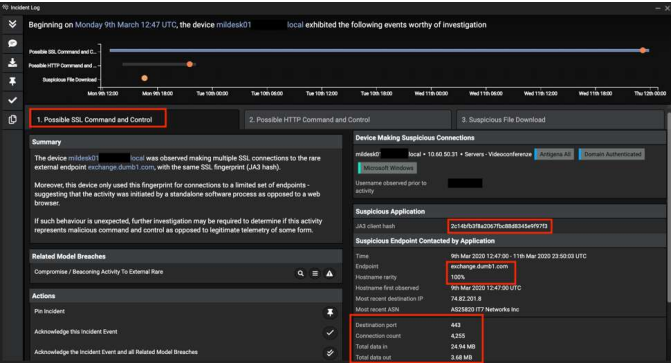 Incident Log
Beginning on Monday 9th March 12:47 UTC, the device mildesk01 local exhibited the following events worthy of investigation
Possible SSL Command and C...
Possible HTTP Command and ...
Suspicious File Download
Mon 9th 12:00 Mon 9th 18:00 Tue 10th 00:00 Tue 10th 06:00 Tue 10th 12:00 Tue 10th 18:00 Wed 11th 00:00 Wed 11th 06:00 Wed 11th 12:00 Wed 11th 18:00 Thu 12th 00:00
1. Possible SSL Command and Control
2. Possible HTTP Command and Control
3. Suspicious File Download
Summary
The device mildesk01 local was observed making multiple SSL connections to the rare
external endpoint exchange.dumb1.com, with the same SSL fingerprint (JA3 hash).
Moreover, this device only used this fingerprint for connections to a limited set of endpoints -
suggesting that the activity was initiated by a standalone software process as opposed to a web
browser.
If such behaviour is unexpected, further investigation may be required to determine if this activity
represents malicious command and control as opposed to legitimate telemetry of some form.
Related Model Breaches
Compromise / Beaconing Activity To External Rare
Actions
Pin Incident
Acknowledge this Incident Event
Acknowledge the Incident Event and all Related Model Breaches
Device Making Suspicious Connections
mildesk0 local • 10.60.50.31 • Servers - Videoconferenze Antigena All Domain Authenticated
Microsoft Windows
Username observed prior to
activity
Suspicious Application
JA3 client hash 2c14bfb3f8a2067fbc88d8345e9f97f3
Suspicious Endpoint Contacted by Application
Time 9th Mar 2020 12:47:00 - 11th Mar 2020 23:50:03 UTC
Endpoint exchange.dumb1.com
Hostname rarity 100%
Hostname first observed 9th Mar 2020 12:47:00 UTC
Most recent destination IP 74.82.201.8
Most recent ASN AS25820 IT7 Networks Inc
Destination port 443
Connection count 4,255
Total data in 24.94 MB
Total data out 3.68 MB